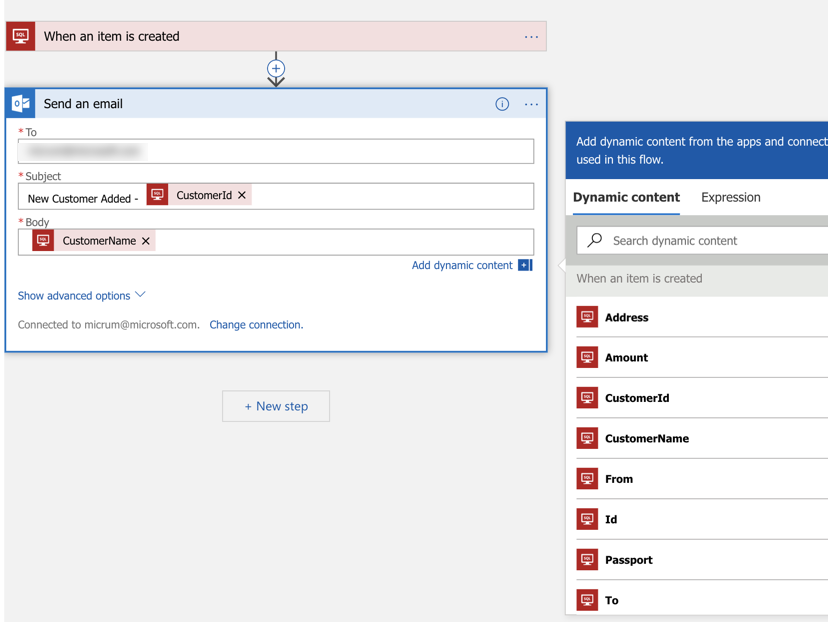 When an item is created
Send an email
* To
* Subject
New Customer Added - CustomerId
* Body
CustomerName
Add dynamic content
Show advanced options
Connected to micrum@microsoft.com. Change connection.
+ New step
Add dynamic content from the apps and connect
used in this flow.
Dynamic content Expression
Search dynamic content
When an item is created
Address
Amount
CustomerId
CustomerName
From
Id
Passport
To